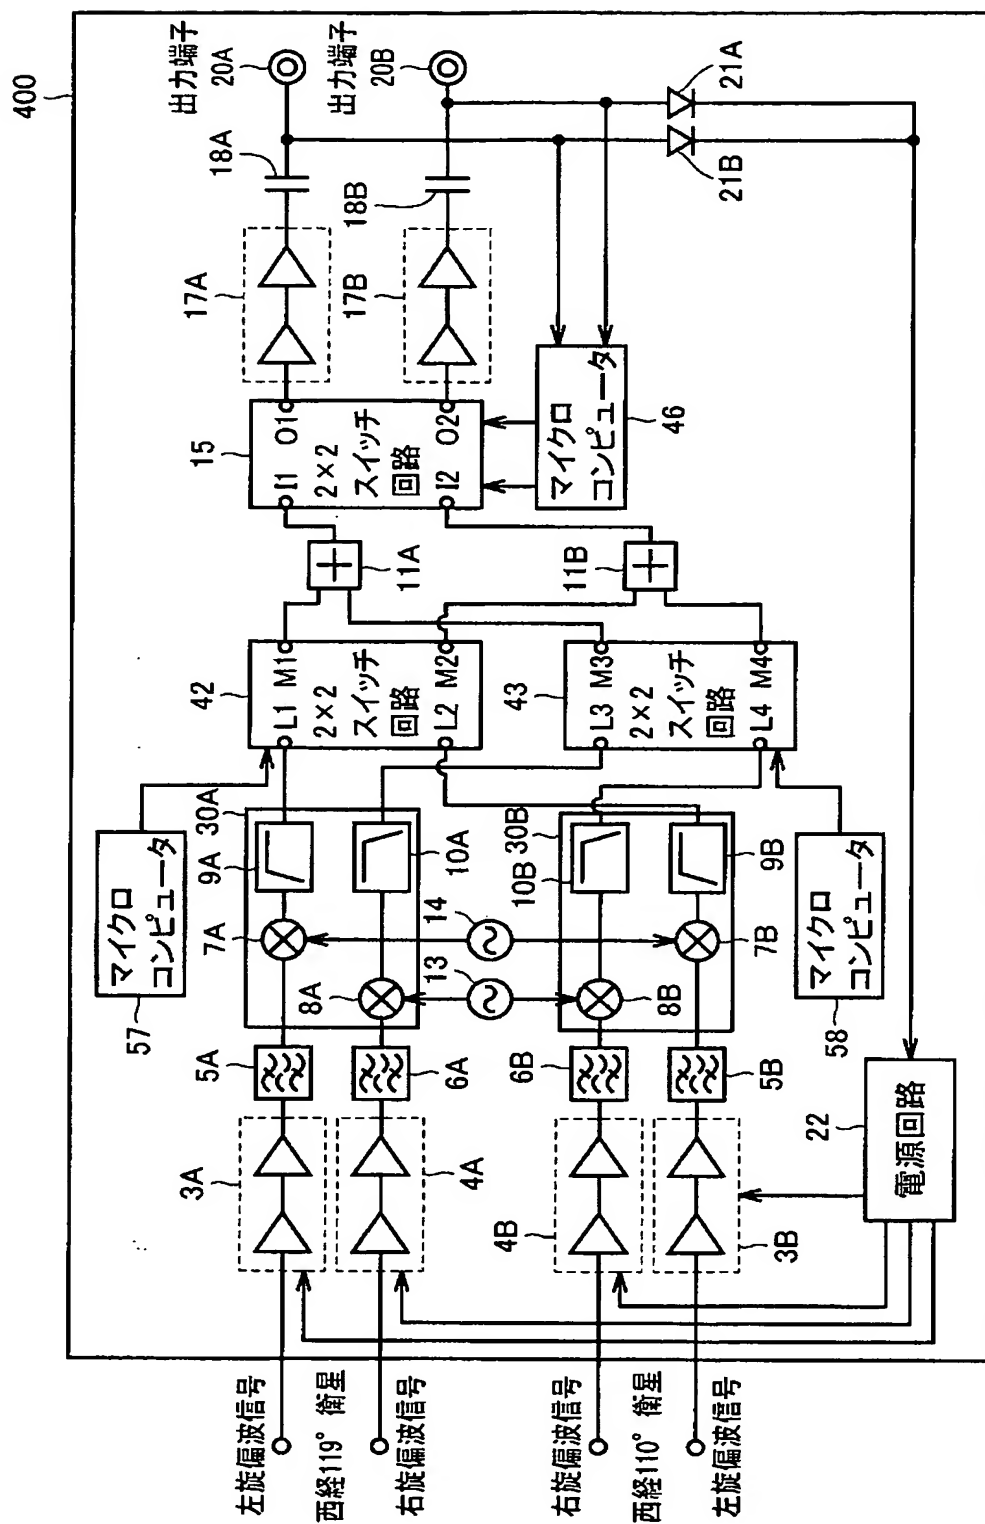 400
出力端子
20A
出力端子
20B
18A
18B
17A
17B
21A
21B
15
I1 O1
2×2
スイッチ
回路
I2 O2
マイクロ
コンピュータ
46
11A
11B
42
L1 M1
2×2
スイッチ
回路
L2 M2
43
L3 M3
2×2
スイッチ
回路
L4 M4
マイクロ
コンピュータ
57
30A
9A
10A
7A
8A
14
13
30B
10B
9B
8B
7B
マイクロ
コンピュータ
58
5A
6A
6B
5B
3A
4A
4B
3B
22
電源回路
左旋偏波信号
西経119° 衛星
右旋偏波信号
右旋偏波信号
西経110° 衛星
左旋偏波信号